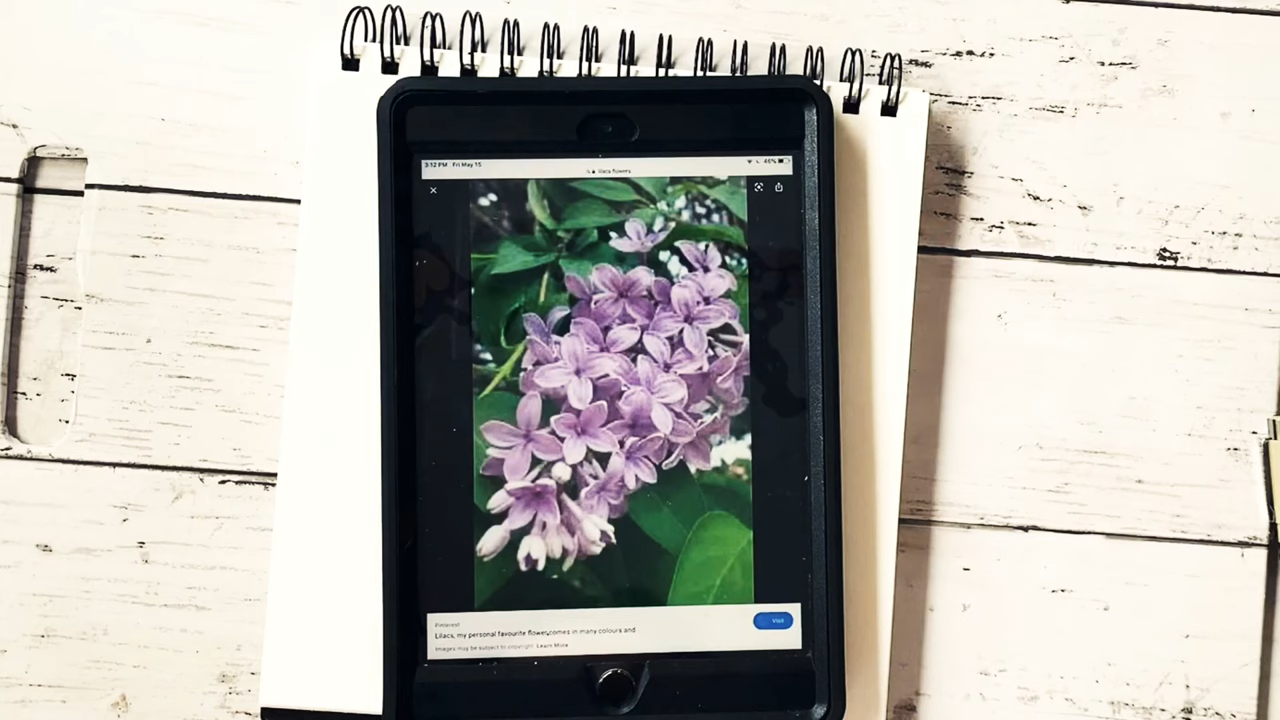 3:12 PM Fri May 15
46%
lilacs flowers
Pinterest
Lilacs, my personal favourite flower,comes in many colours and
Visit
Images may be subject to copyright. Learn More